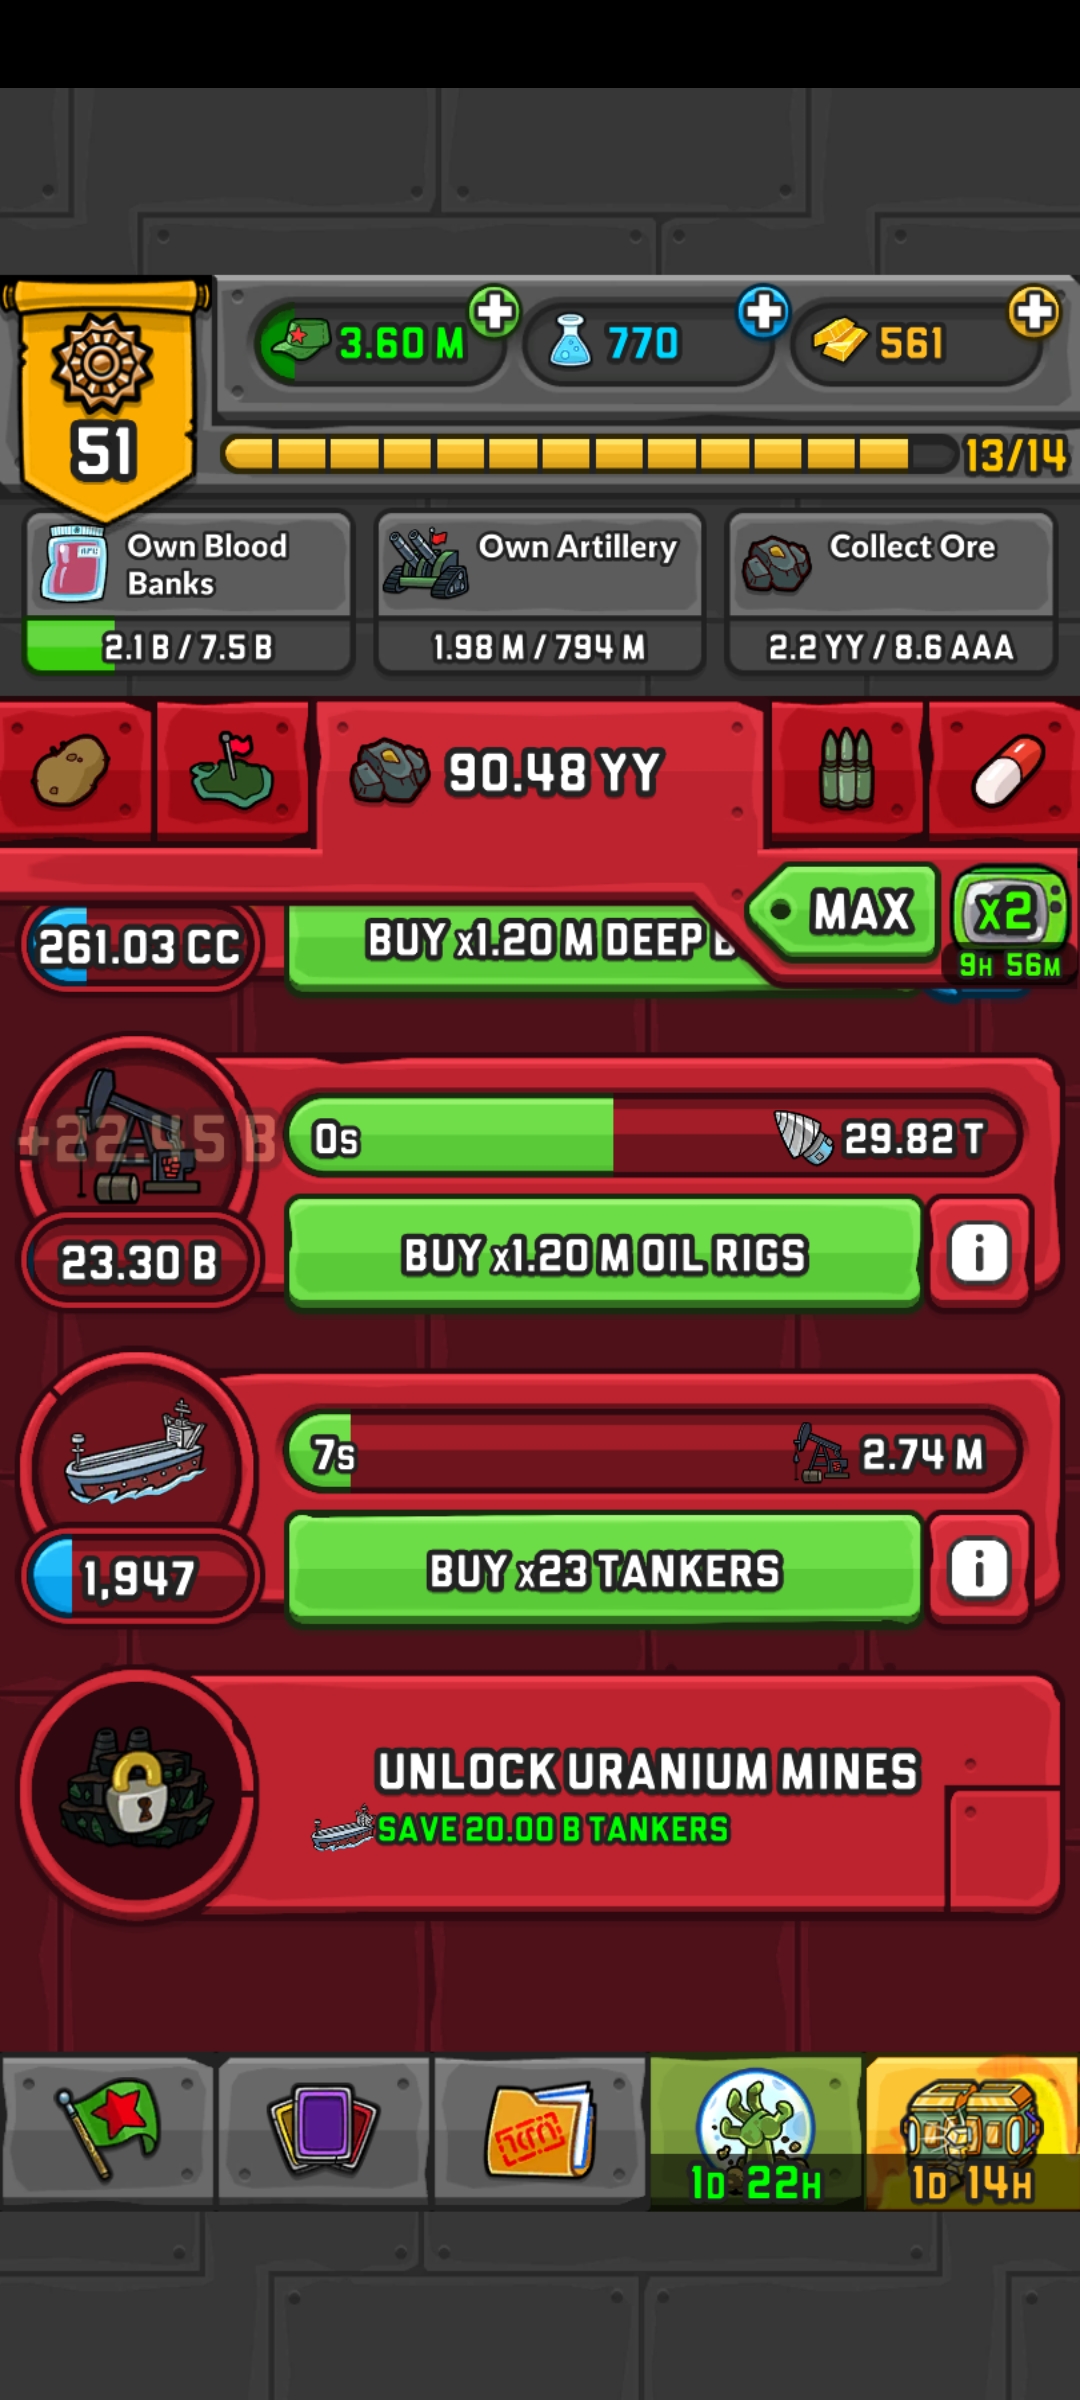 3.60 M
770
561
51
13/14
Own Blood
Banks
Own Artillery
Collect Ore
2.1 B / 7.5 B
1.98 M / 794 M
2.2 YY / 8.6 AAA
90.48 YY
MAX
x2
9H 56M
261.03 CC
BUY x1.20 M DEEP
+22.45 B
0s
29.82 T
23.30 B
BUY x1.20 M OIL RIGS
i
7s
2.74 M
1,947
BUY x23 TANKERS
i
UNLOCK URANIUM MINES
SAVE 20.00 B TANKERS
1D 22H
1D 14H